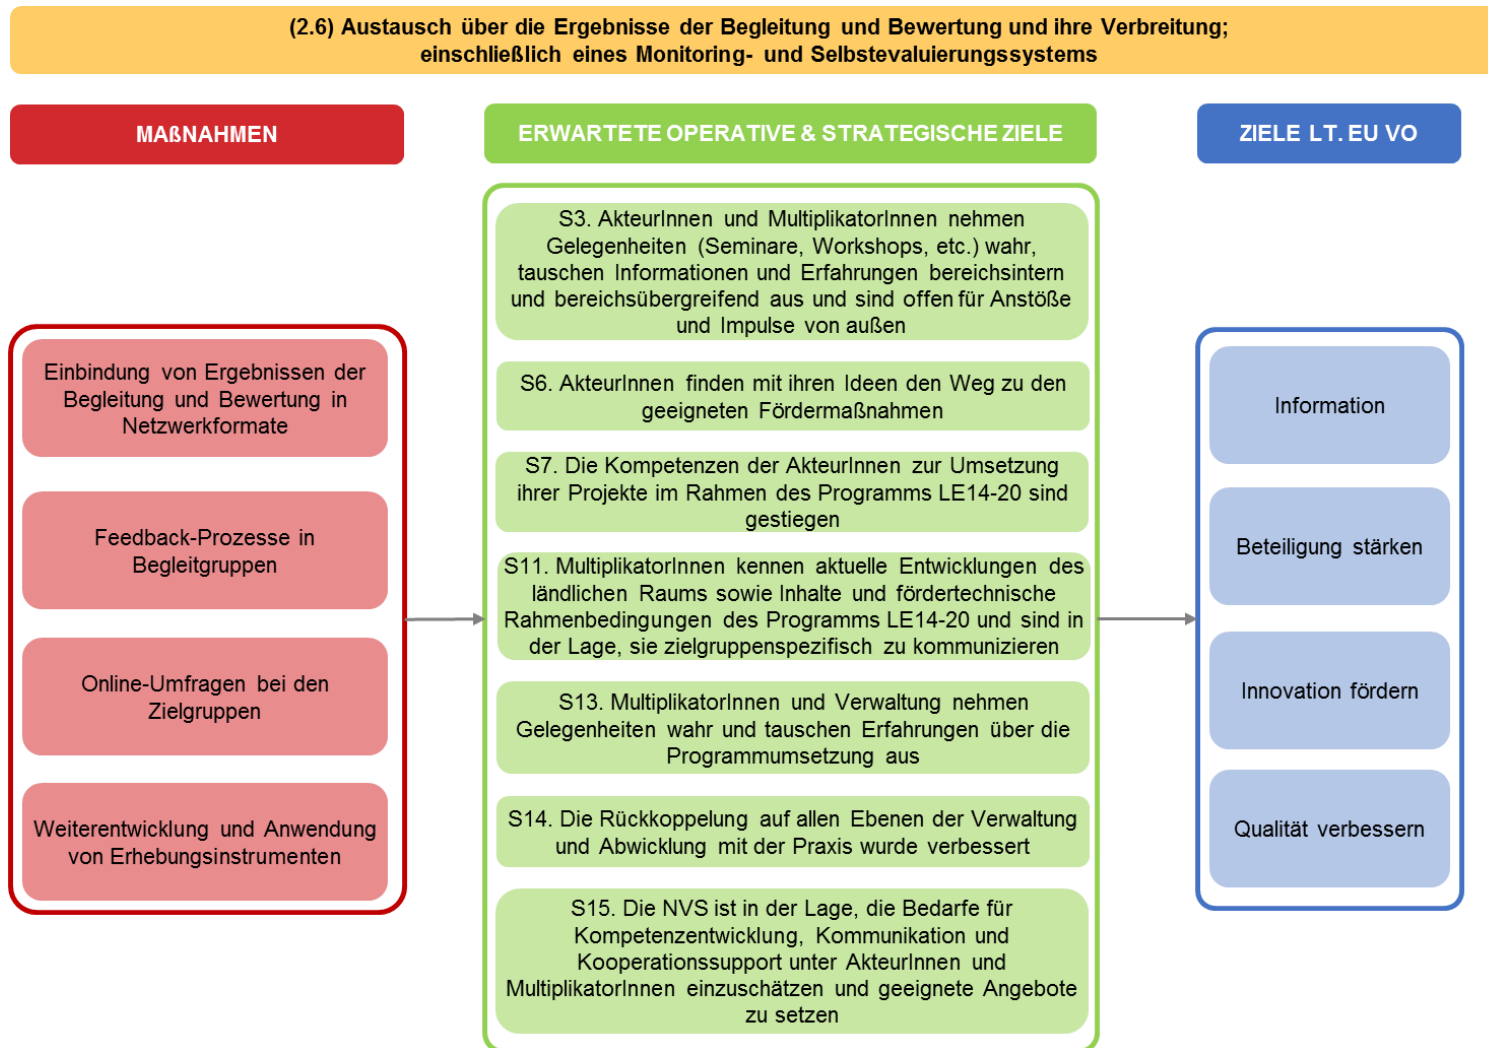 (2.6) Austausch über die Ergebnisse der Begleitung und Bewertung und ihre Verbreitung;
einschließlich eines Monitoring- und Selbstevaluierungssystems
MAßNAHMEN
Einbindung von Ergebnissen der
Begleitung und Bewertung in
Netzwerkformate
Feedback-Prozesse in
Begleitgruppen
Online-Umfragen bei den
Zielgruppen
Weiterentwicklung und Anwendung
von Erhebungsinstrumenten
ERWARTETE OPERATIVE & STRATEGISCHE ZIELE
S3. AkteurInnen und MultiplikatorInnen nehmen
Gelegenheiten (Seminare, Workshops, etc.) wahr,
tauschen Informationen und Erfahrungen bereichsintern
und bereichsübergreifend aus und sind offen für Anstöße
und Impulse von außen
S6. AkteurInnen finden mit ihren Ideen den Weg zu den
geeigneten Fördermaßnahmen
S7. Die Kompetenzen der AkteurInnen zur Umsetzung
ihrer Projekte im Rahmen des Programms LE14-20 sind
gestiegen
S11. MultiplikatorInnen kennen aktuelle Entwicklungen des
ländlichen Raums sowie Inhalte und fördertechnische
Rahmenbedingungen des Programms LE14-20 und sind in
der Lage, sie zielgruppenspezifisch zu kommunizieren
S13. MultiplikatorInnen und Verwaltung nehmen
Gelegenheiten wahr und tauschen Erfahrungen über die
Programmumsetzung aus
S14. Die Rückkoppelung auf allen Ebenen der Verwaltung
und Abwicklung mit der Praxis wurde verbessert
S15. Die NVS ist in der Lage, die Bedarfe für
Kompetenzentwicklung, Kommunikation und
Kooperationssupport unter AkteurInnen und
MultiplikatorInnen einzuschätzen und geeignete Angebote
zu setzen
ZIELE LT. EU VO
Information
Beteiligung stärken
Innovation fördern
Qualität verbessern